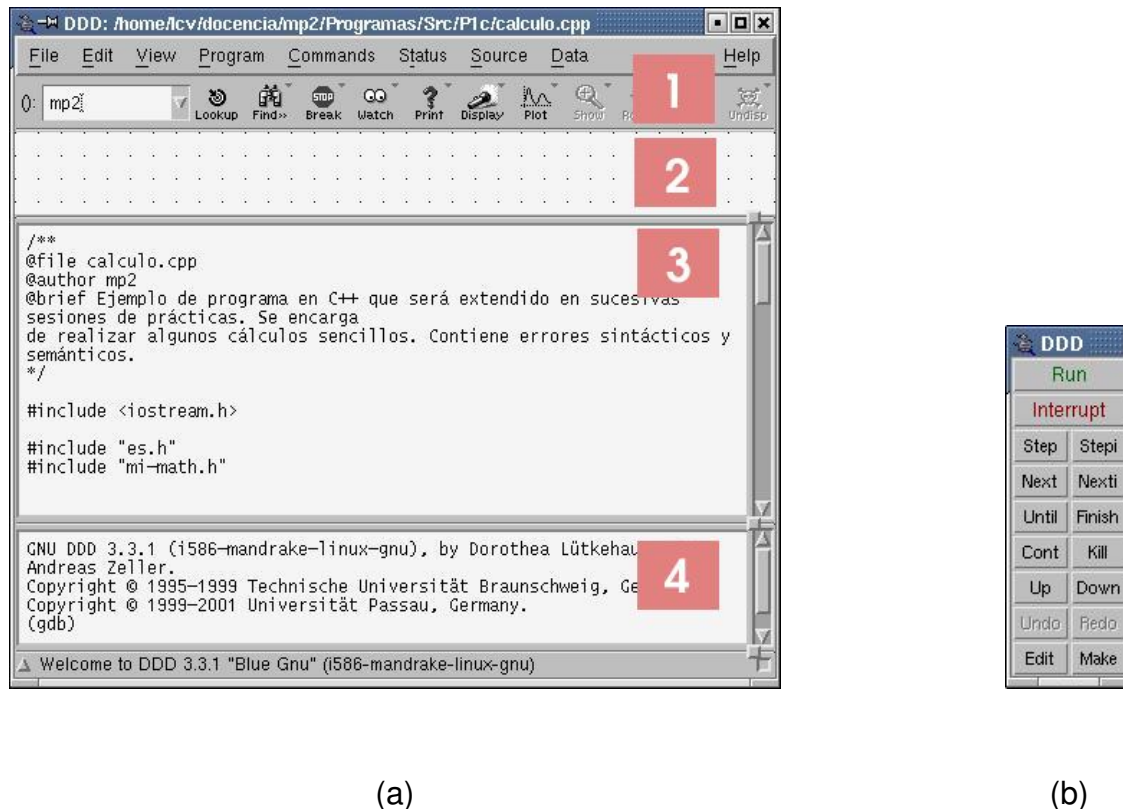 DDD: /home/lcv/docencia/mp2/Programas/Src/P1c/calculo.cpp
File Edit View Program Commands Status Source Data Help
1
(): mp2
Lookup Find» Break Watch Print Display Plot Show Undisp
2
3
/**
@file calculo.cpp
@author mp2
@brief Ejemplo de programa en C++ que será extendido en sucesivas
sesiones de prácticas. Se encarga
de realizar algunos cálculos sencillos. Contiene errores sintácticos y
semánticos.
*/
#include <iostream.h>
#include "es.h"
#include "mi-math.h"
4
GNU DDD 3.3.1 (i586-mandrake-linux-gnu), by Dorothea
Andreas Zeller.
Copyright © 1995-1999 Technische Universität Braunschweig,
Copyright © 1999-2001 Universität Passau, Germany.
(gdb)
Welcome to DDD 3.3.1 "Blue Gnu" (i586-mandrake-linux-gnu)
DDD
Run
Interrupt
Step Stepi
Next Nexti
Until Finish
Cont Kill
Up Down
Undo Redo
Edit Make
(a) (b)